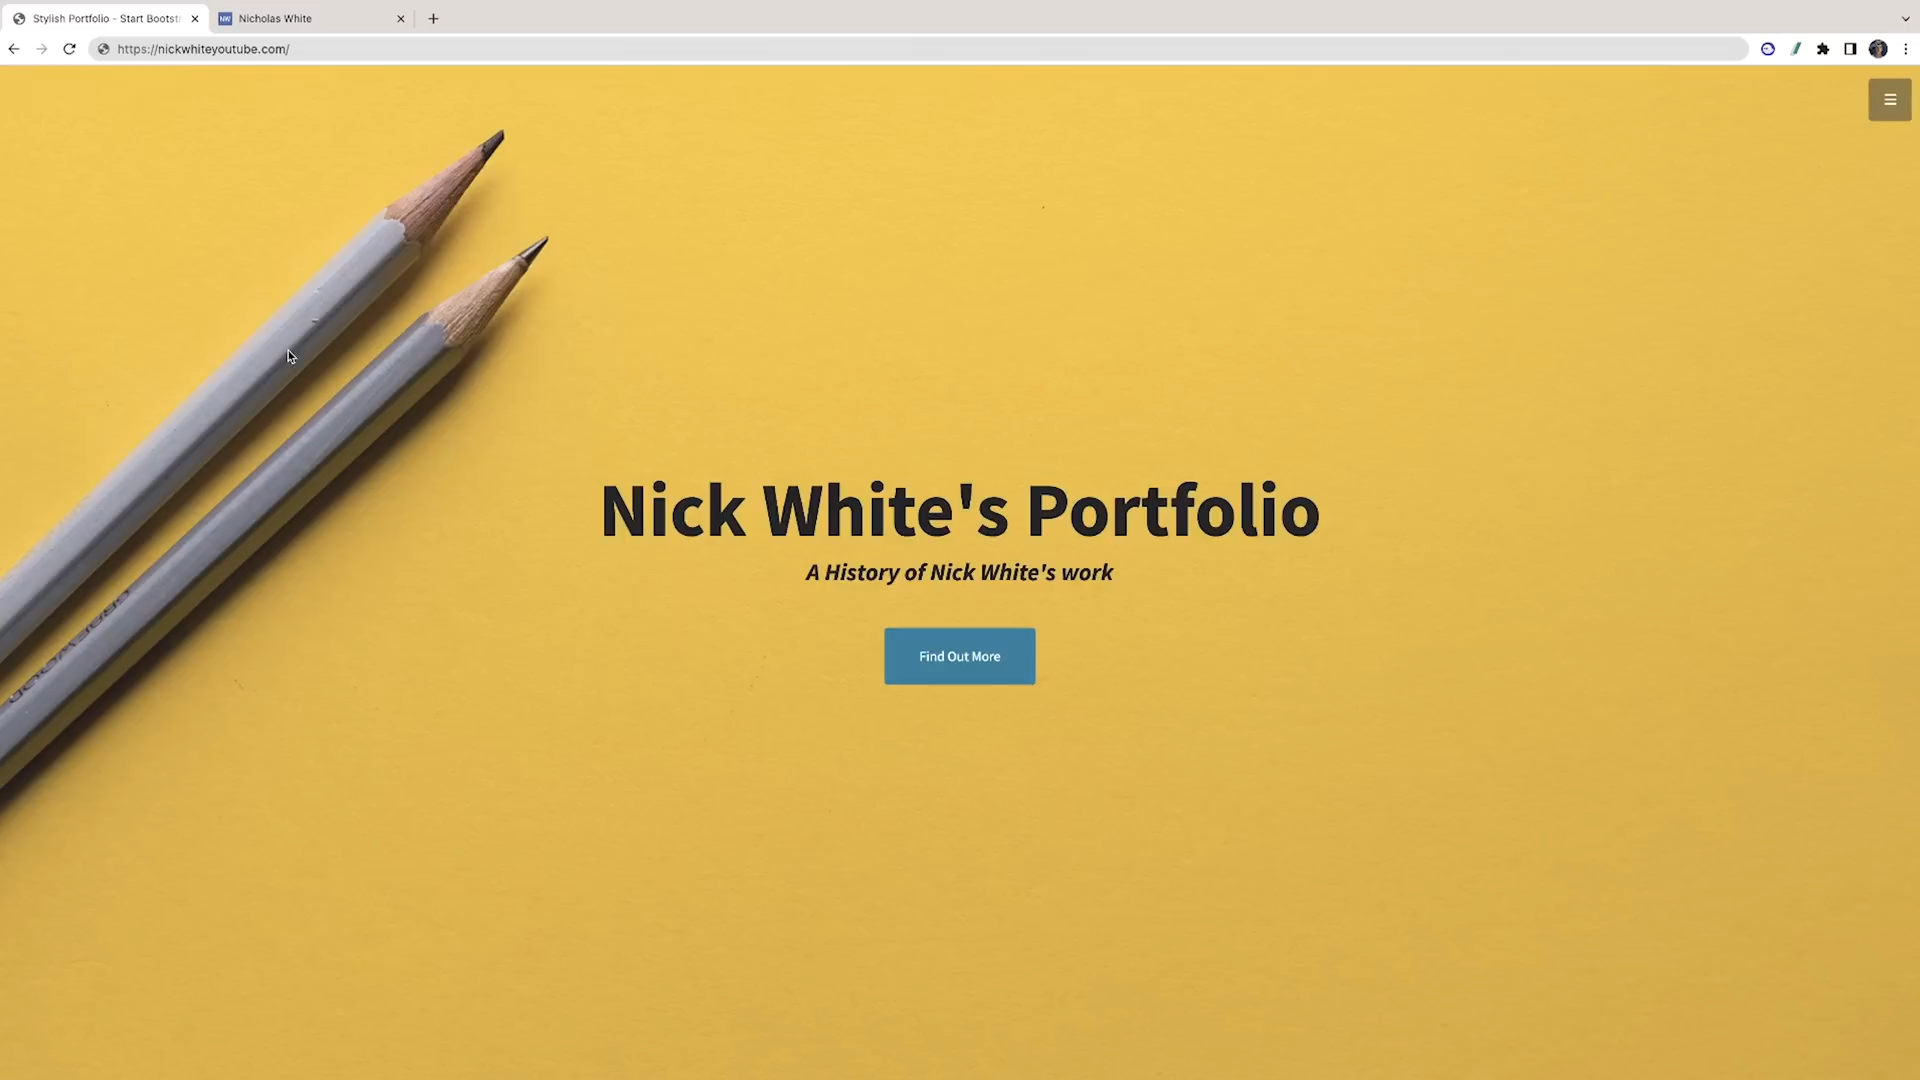 Stylish Portfolio - Start Bootst
NW Nicholas White
https://nickwhiteyoutube.com/
Nick White's Portfolio
A History of Nick White's work
Find Out More